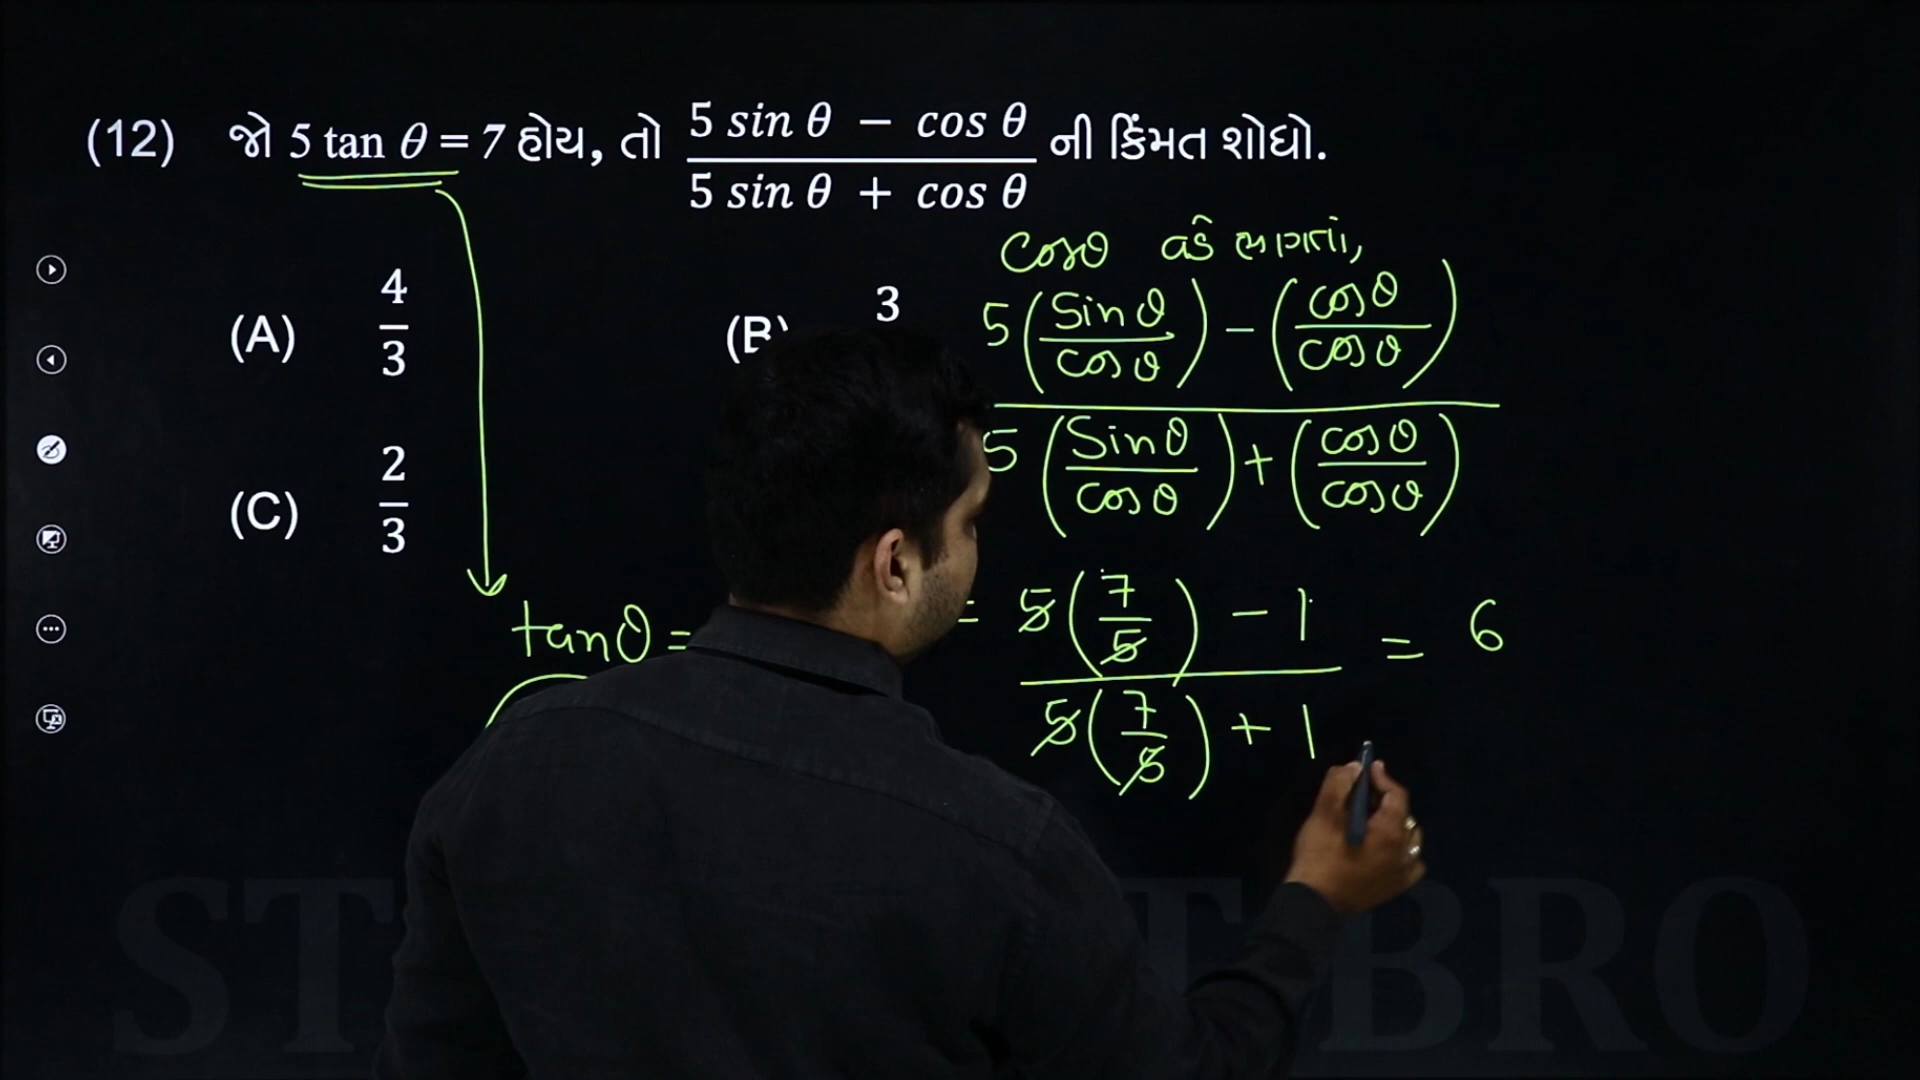 (12) જો 5 tan θ = 7 હોય, તો (5 sin θ − cos θ)/(5 sin θ + cos θ) ની કિંમત શોધો.
cosθ વડે ભાગતાં,
(A) 4/3
(B) 3
(C) 2/3
(5(Sinθ/cosθ) − (cosθ/cosθ))/(5(Sinθ/cosθ) + (cosθ/cosθ))
tanθ =
= (5(7/5) − 1)/(5(7/5) + 1) = 6
BRO